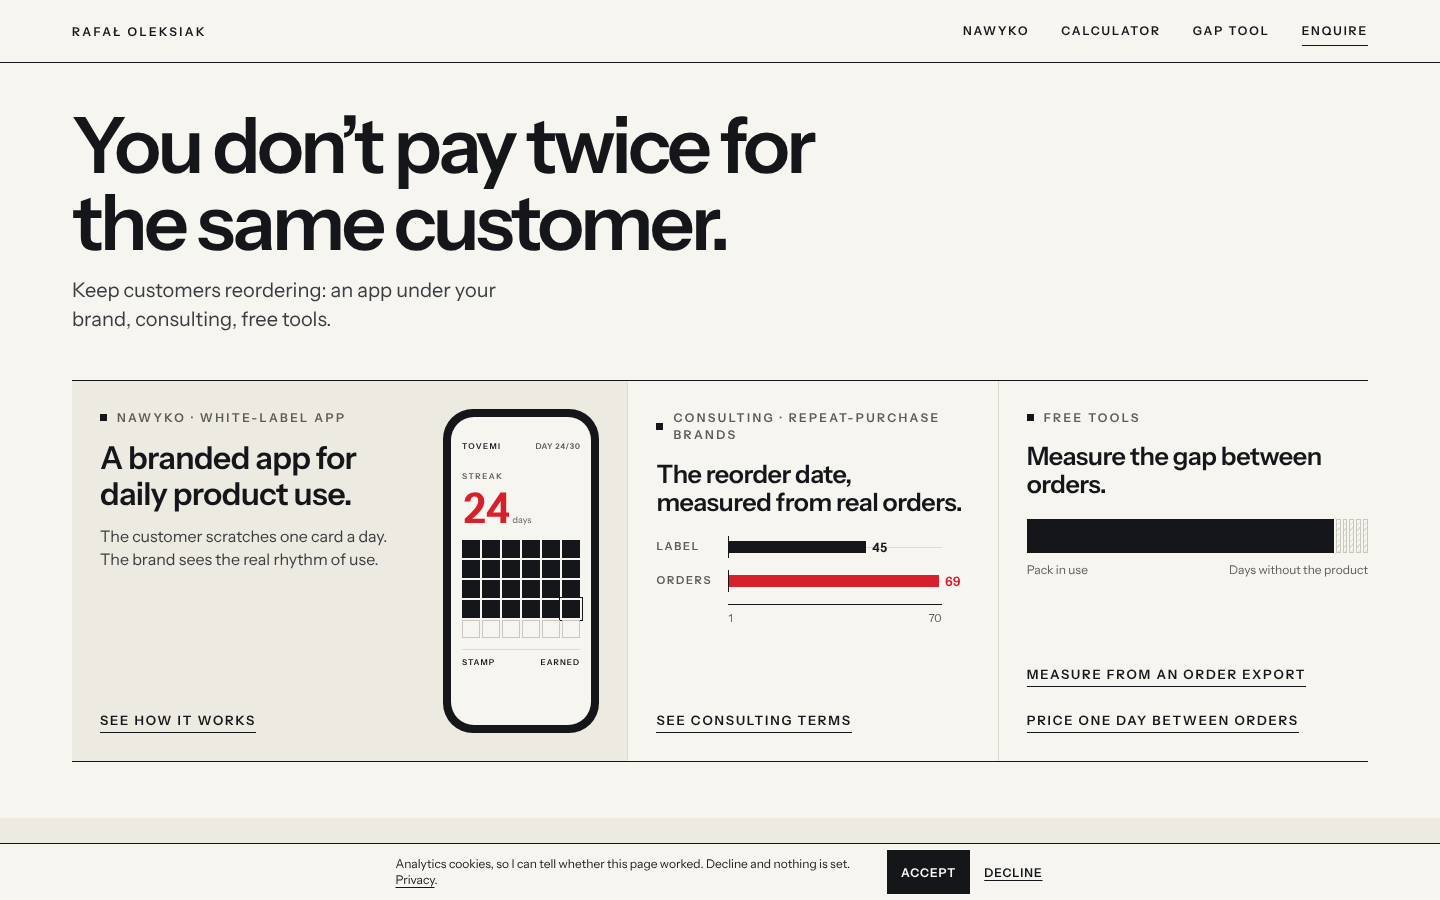 RAFAŁ OLEKSIAK
NAWYKO
CALCULATOR
GAP TOOL
ENQUIRE
You don’t pay twice for
the same customer.
Keep customers reordering: an app under your
brand, consulting, free tools.
NAWYKO · WHITE-LABEL APP
A branded app for
daily product use.
The customer scratches one card a day.
The brand sees the real rhythm of use.
SEE HOW IT WORKS
TOVEMI
DAY 24/30
STREAK
24 days
STAMP
EARNED
CONSULTING · REPEAT-PURCHASE
BRANDS
The reorder date,
measured from real orders.
LABEL
45
ORDERS
69
1
70
SEE CONSULTING TERMS
FREE TOOLS
Measure the gap between
orders.
Pack in use
Days without the product
MEASURE FROM AN ORDER EXPORT
PRICE ONE DAY BETWEEN ORDERS
Analytics cookies, so I can tell whether this page worked. Decline and nothing is set.
Privacy.
ACCEPT
DECLINE